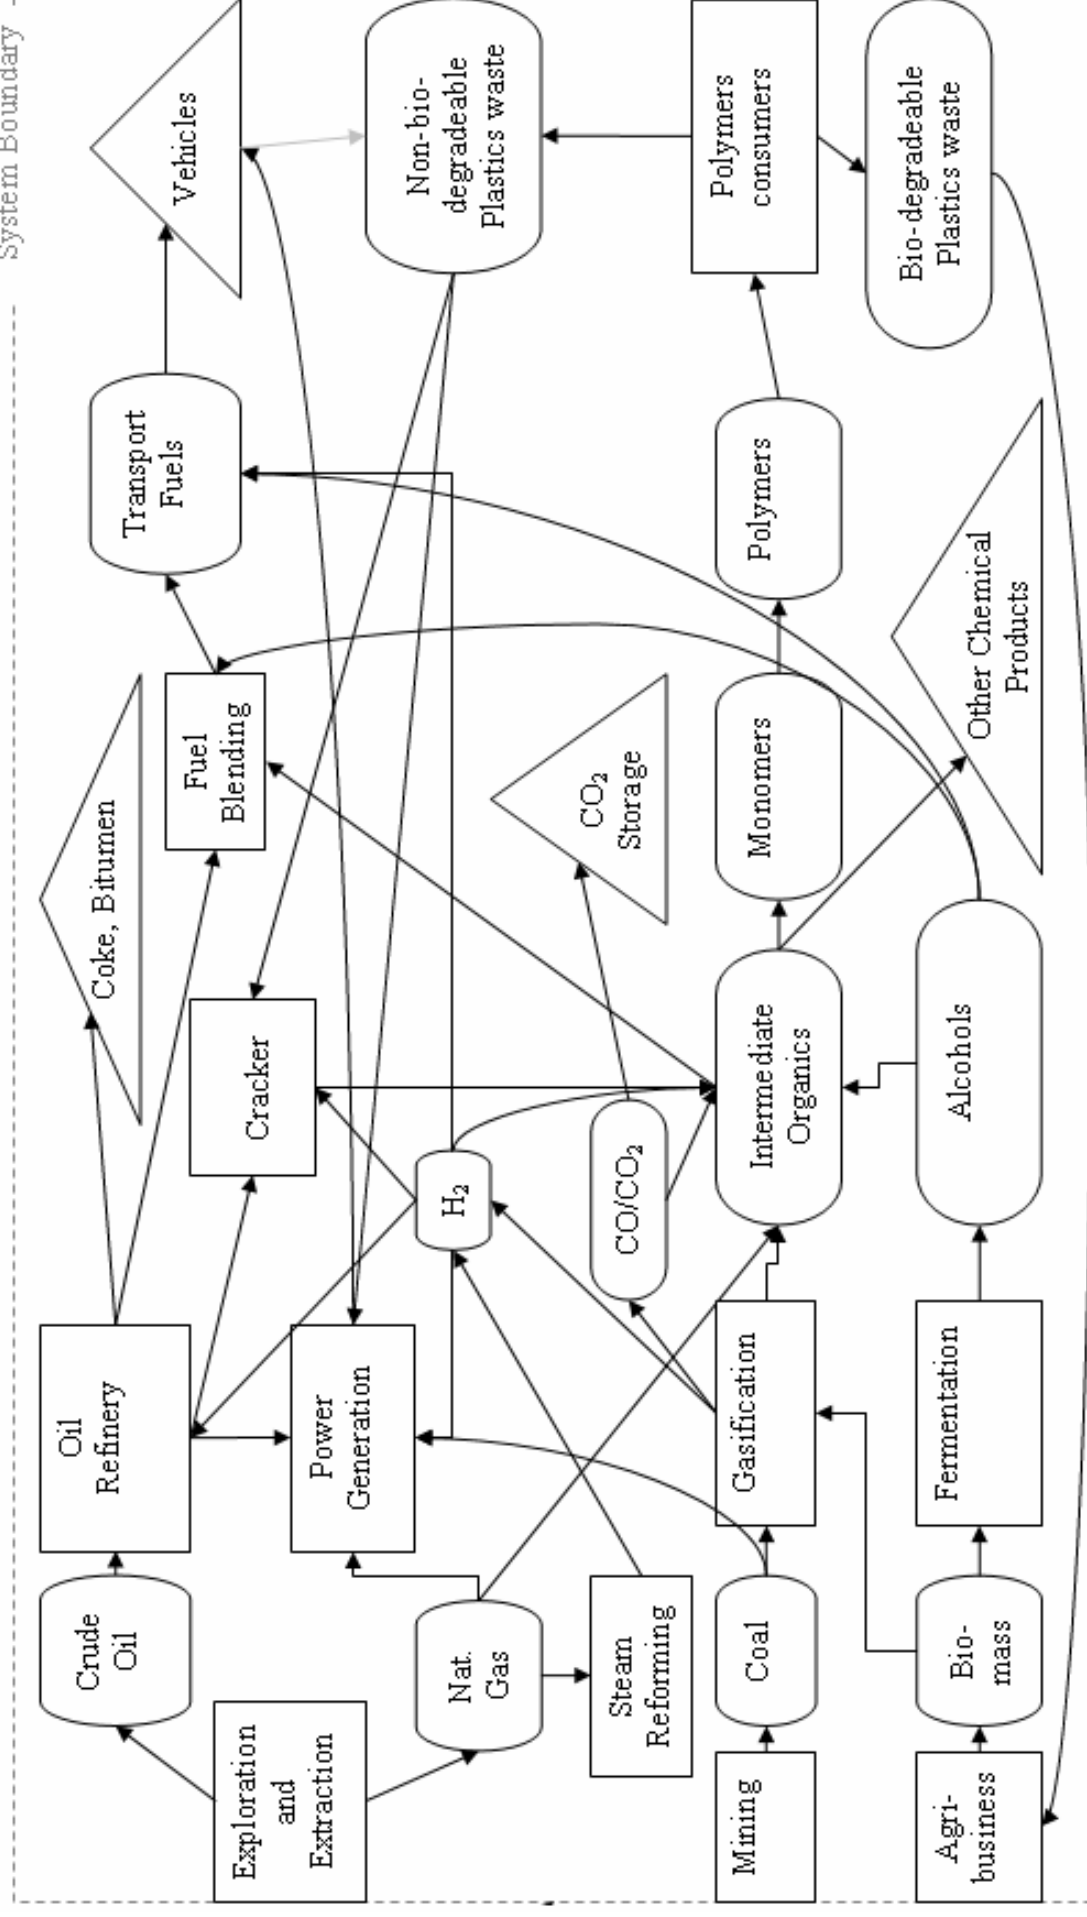 System Boundary
Coke, Bitumen
Vehicles
Crude
Oil
Oil
Refinery
Fuel
Blending
Transport
Fuels
Cracker
Exploration
and
Extraction
Power
Generation
Non-bio-
degradeable
Plastics waste
Nat.
Gas
H₂
Steam
Reforming
CO/CO₂
CO₂
Storage
Mining
Coal
Gasification
Intermediate
Organics
Monomers
Polymers
Polymers
consumers
Agri-
business
Bio-
mass
Fermentation
Alcohols
Other Chemical
Products
Bio-degradeable
Plastics waste